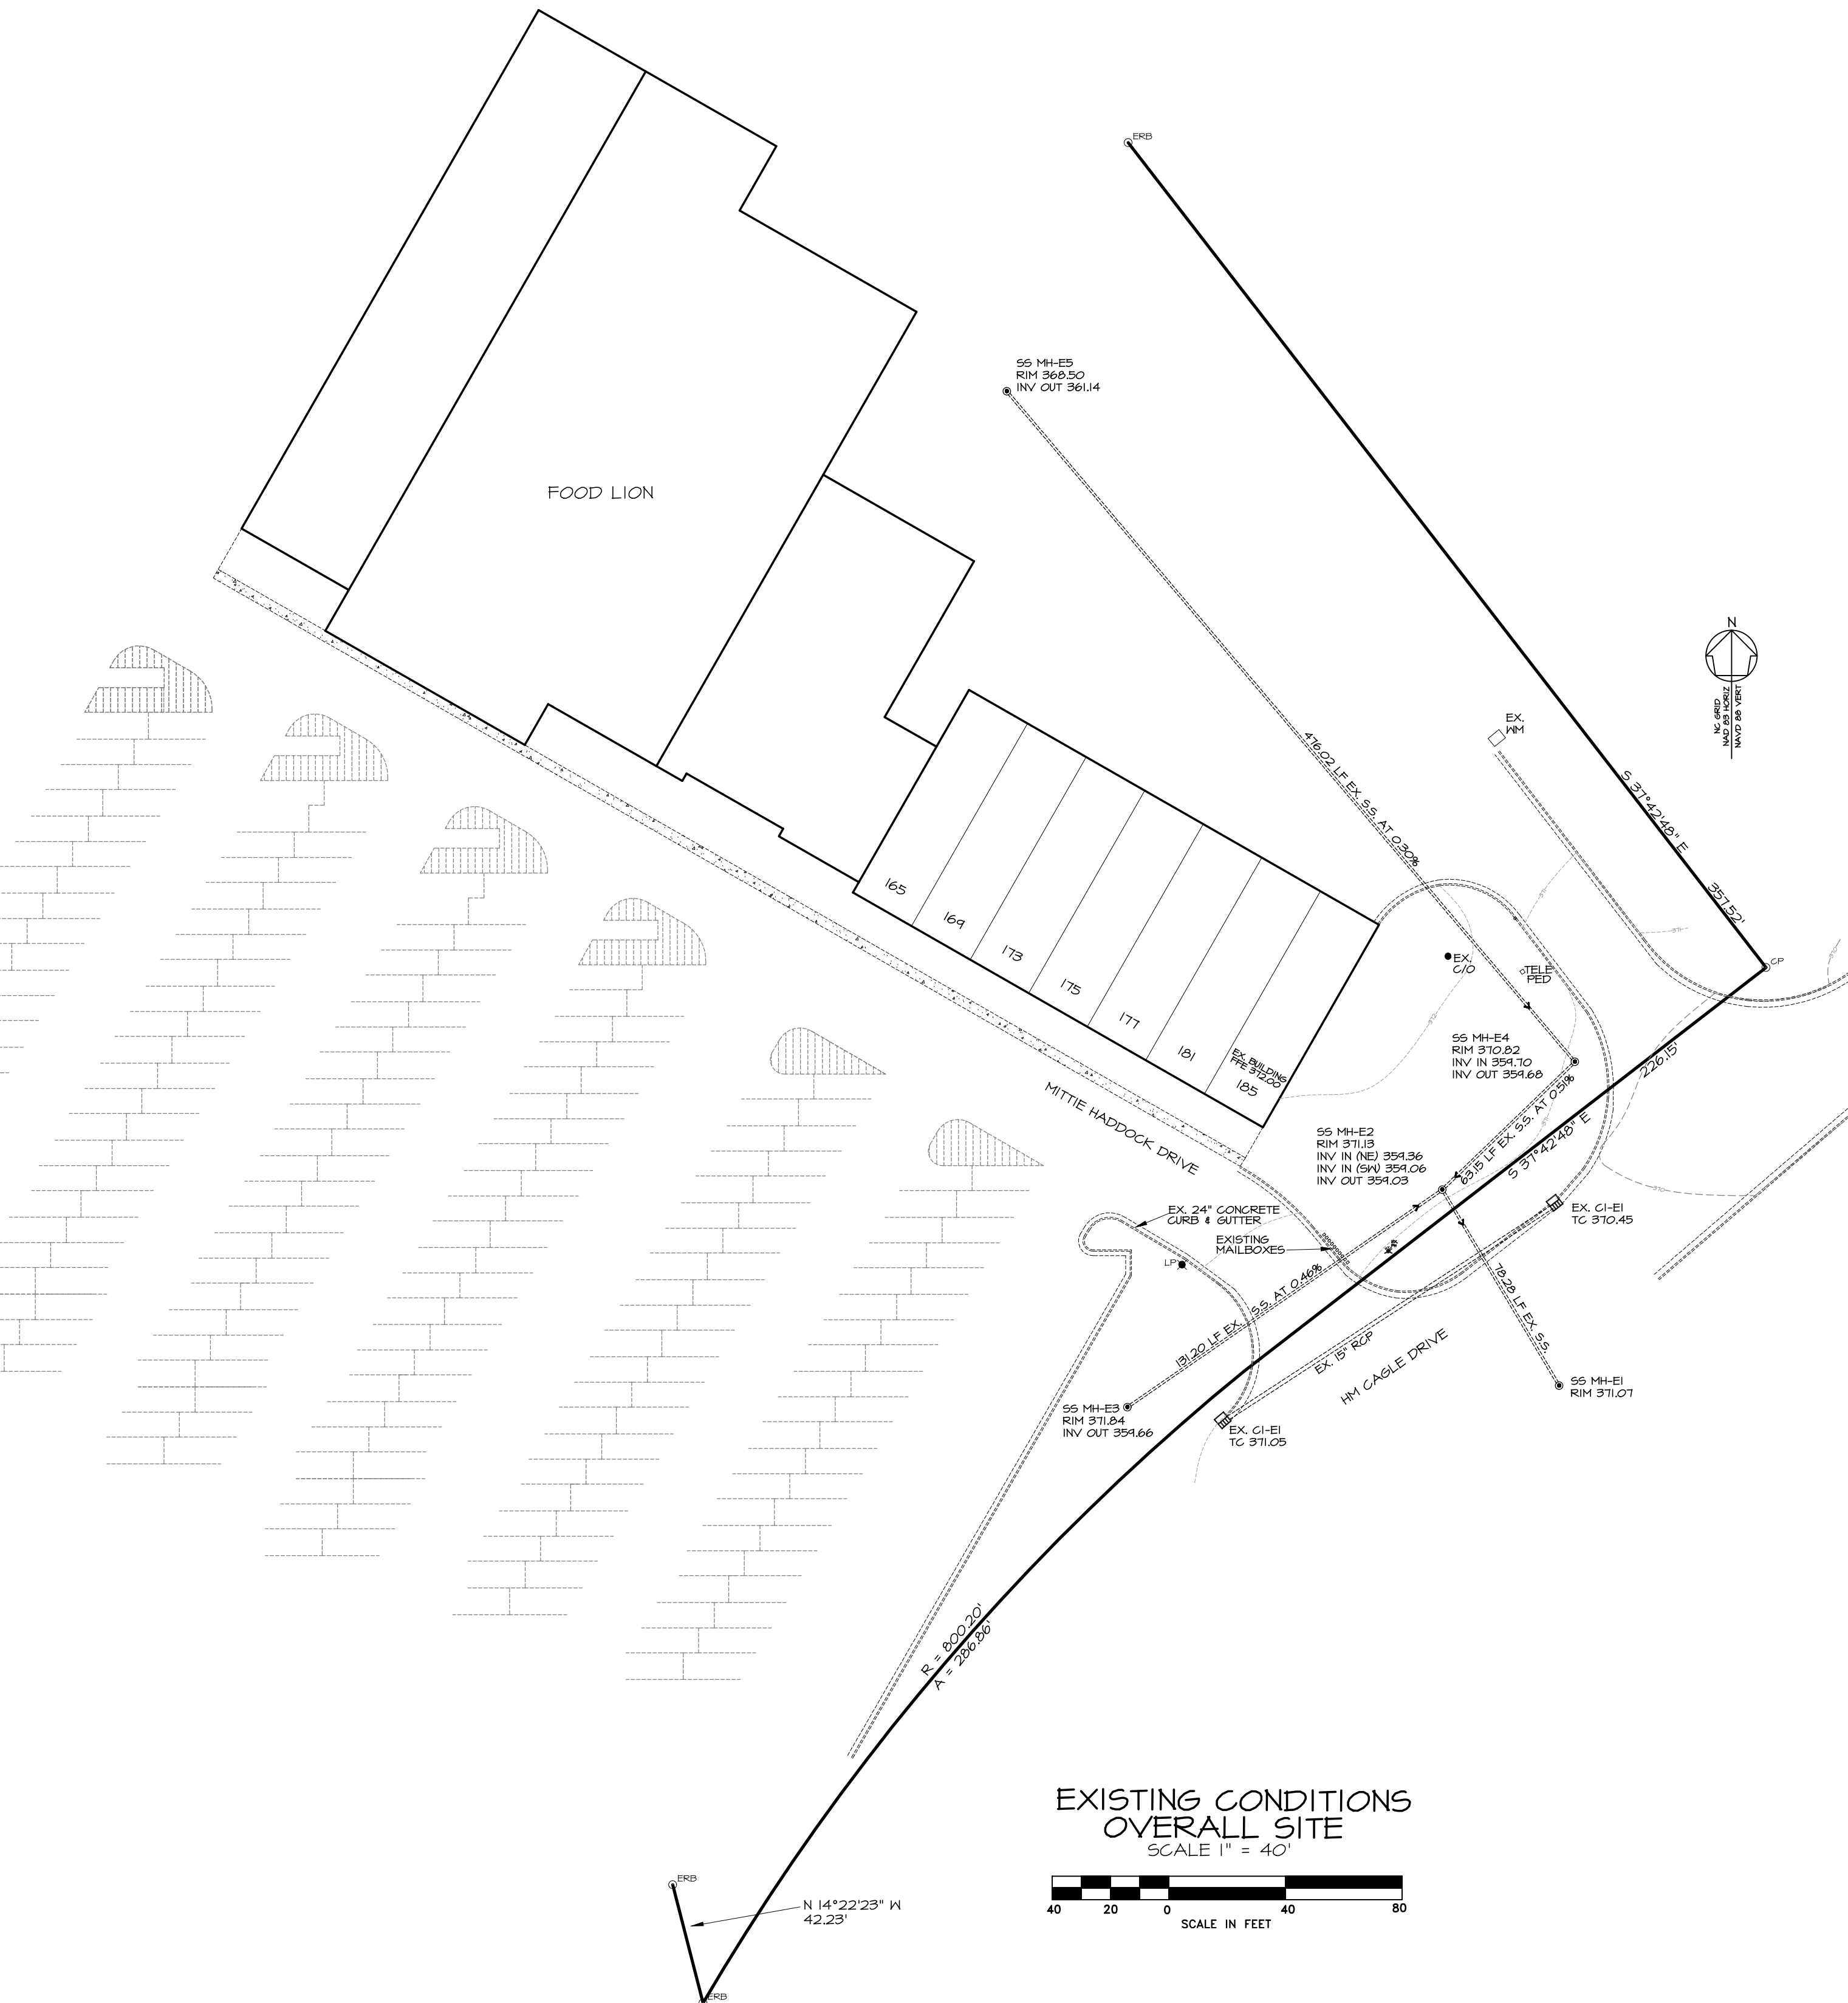 ERB
SS MH-E5
RIM 368.50
INV OUT 361.14
FOOD LION
N
NC GRID
NAD 83 HORIZ
NAVD 88 VERT
EX.
WM
476.02 LF EX. S.S. AT 0.30%
S 37°42'48" E
357.52'
165
169
173
175
177
181
185
EX. BUILDING
FFE 372.00
EX.
C/O
TELE
PED
CP
SS MH-E4
RIM 370.82
INV IN 359.70
INV OUT 359.68
226.15'
S 37°42'48" E
63.15 LF EX. S.S. AT 0.51%
MITTIE HADDOCK DRIVE
SS MH-E2
RIM 371.13
INV IN (NE) 359.36
INV IN (SW) 359.06
INV OUT 359.03
EX. 24" CONCRETE
CURB & GUTTER
EXISTING
MAILBOXES
LP
EX. CI-E1
TC 370.45
131.20 LF EX. S.S. AT 0.46%
78.28 LF EX. S.S.
EX. 15" RCP
HM CAGLE DRIVE
SS MH-E1
RIM 371.07
SS MH-E3
RIM 371.84
INV OUT 359.66
EX. CI-E1
TC 371.05
R = 800.20'
A = 286.86'
EXISTING CONDITIONS
OVERALL SITE
SCALE 1" = 40'
40 20 0 40 80
SCALE IN FEET
ERB
N 14°22'23" W
42.23'
ERB